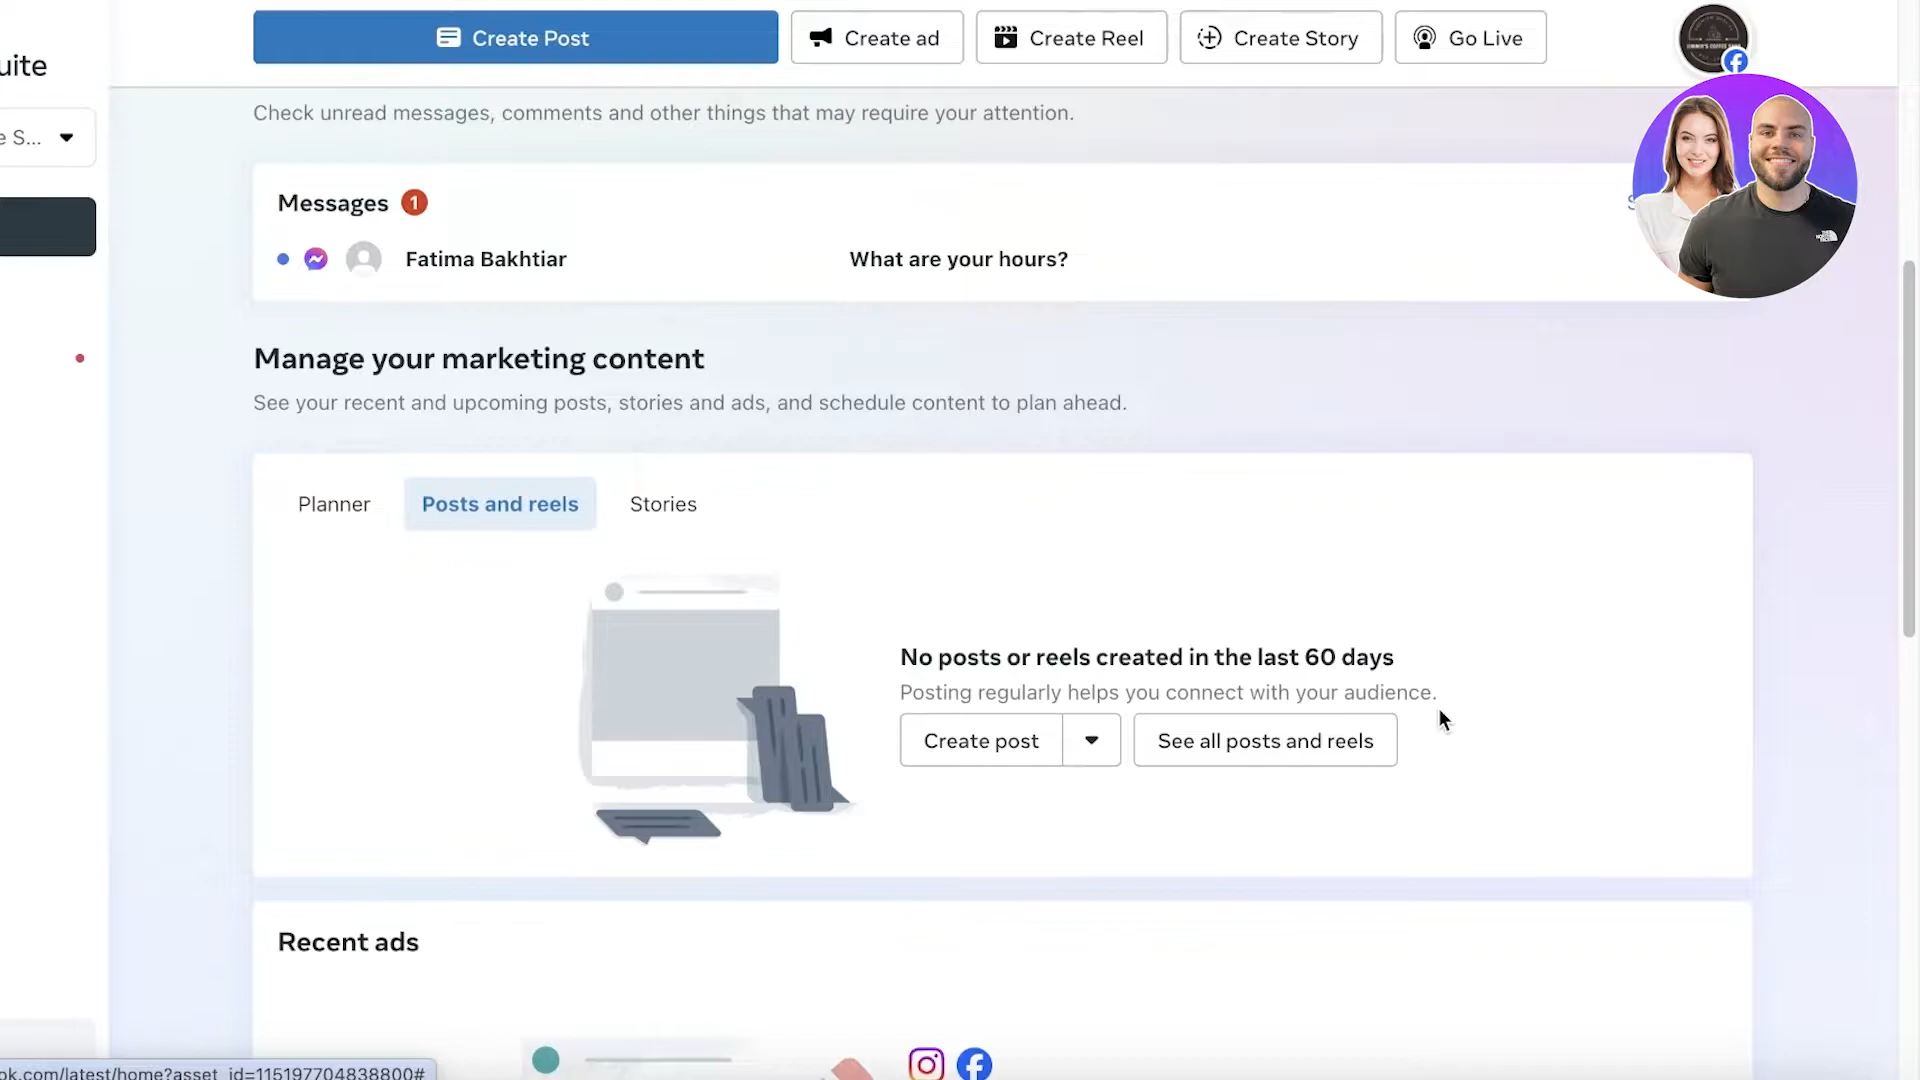 Create Post
Create ad
Create Reel
Create Story
Go Live
uite
Check unread messages, comments and other things that may require your attention.
e S...
Messages 1
Fatima Bakhtiar
What are your hours?
Manage your marketing content
See your recent and upcoming posts, stories and ads, and schedule content to plan ahead.
Planner
Posts and reels
Stories
No posts or reels created in the last 60 days
Posting regularly helps you connect with your audience.
Create post
See all posts and reels
Recent ads
ok.com/latest/home?asset_id=115197704838800#